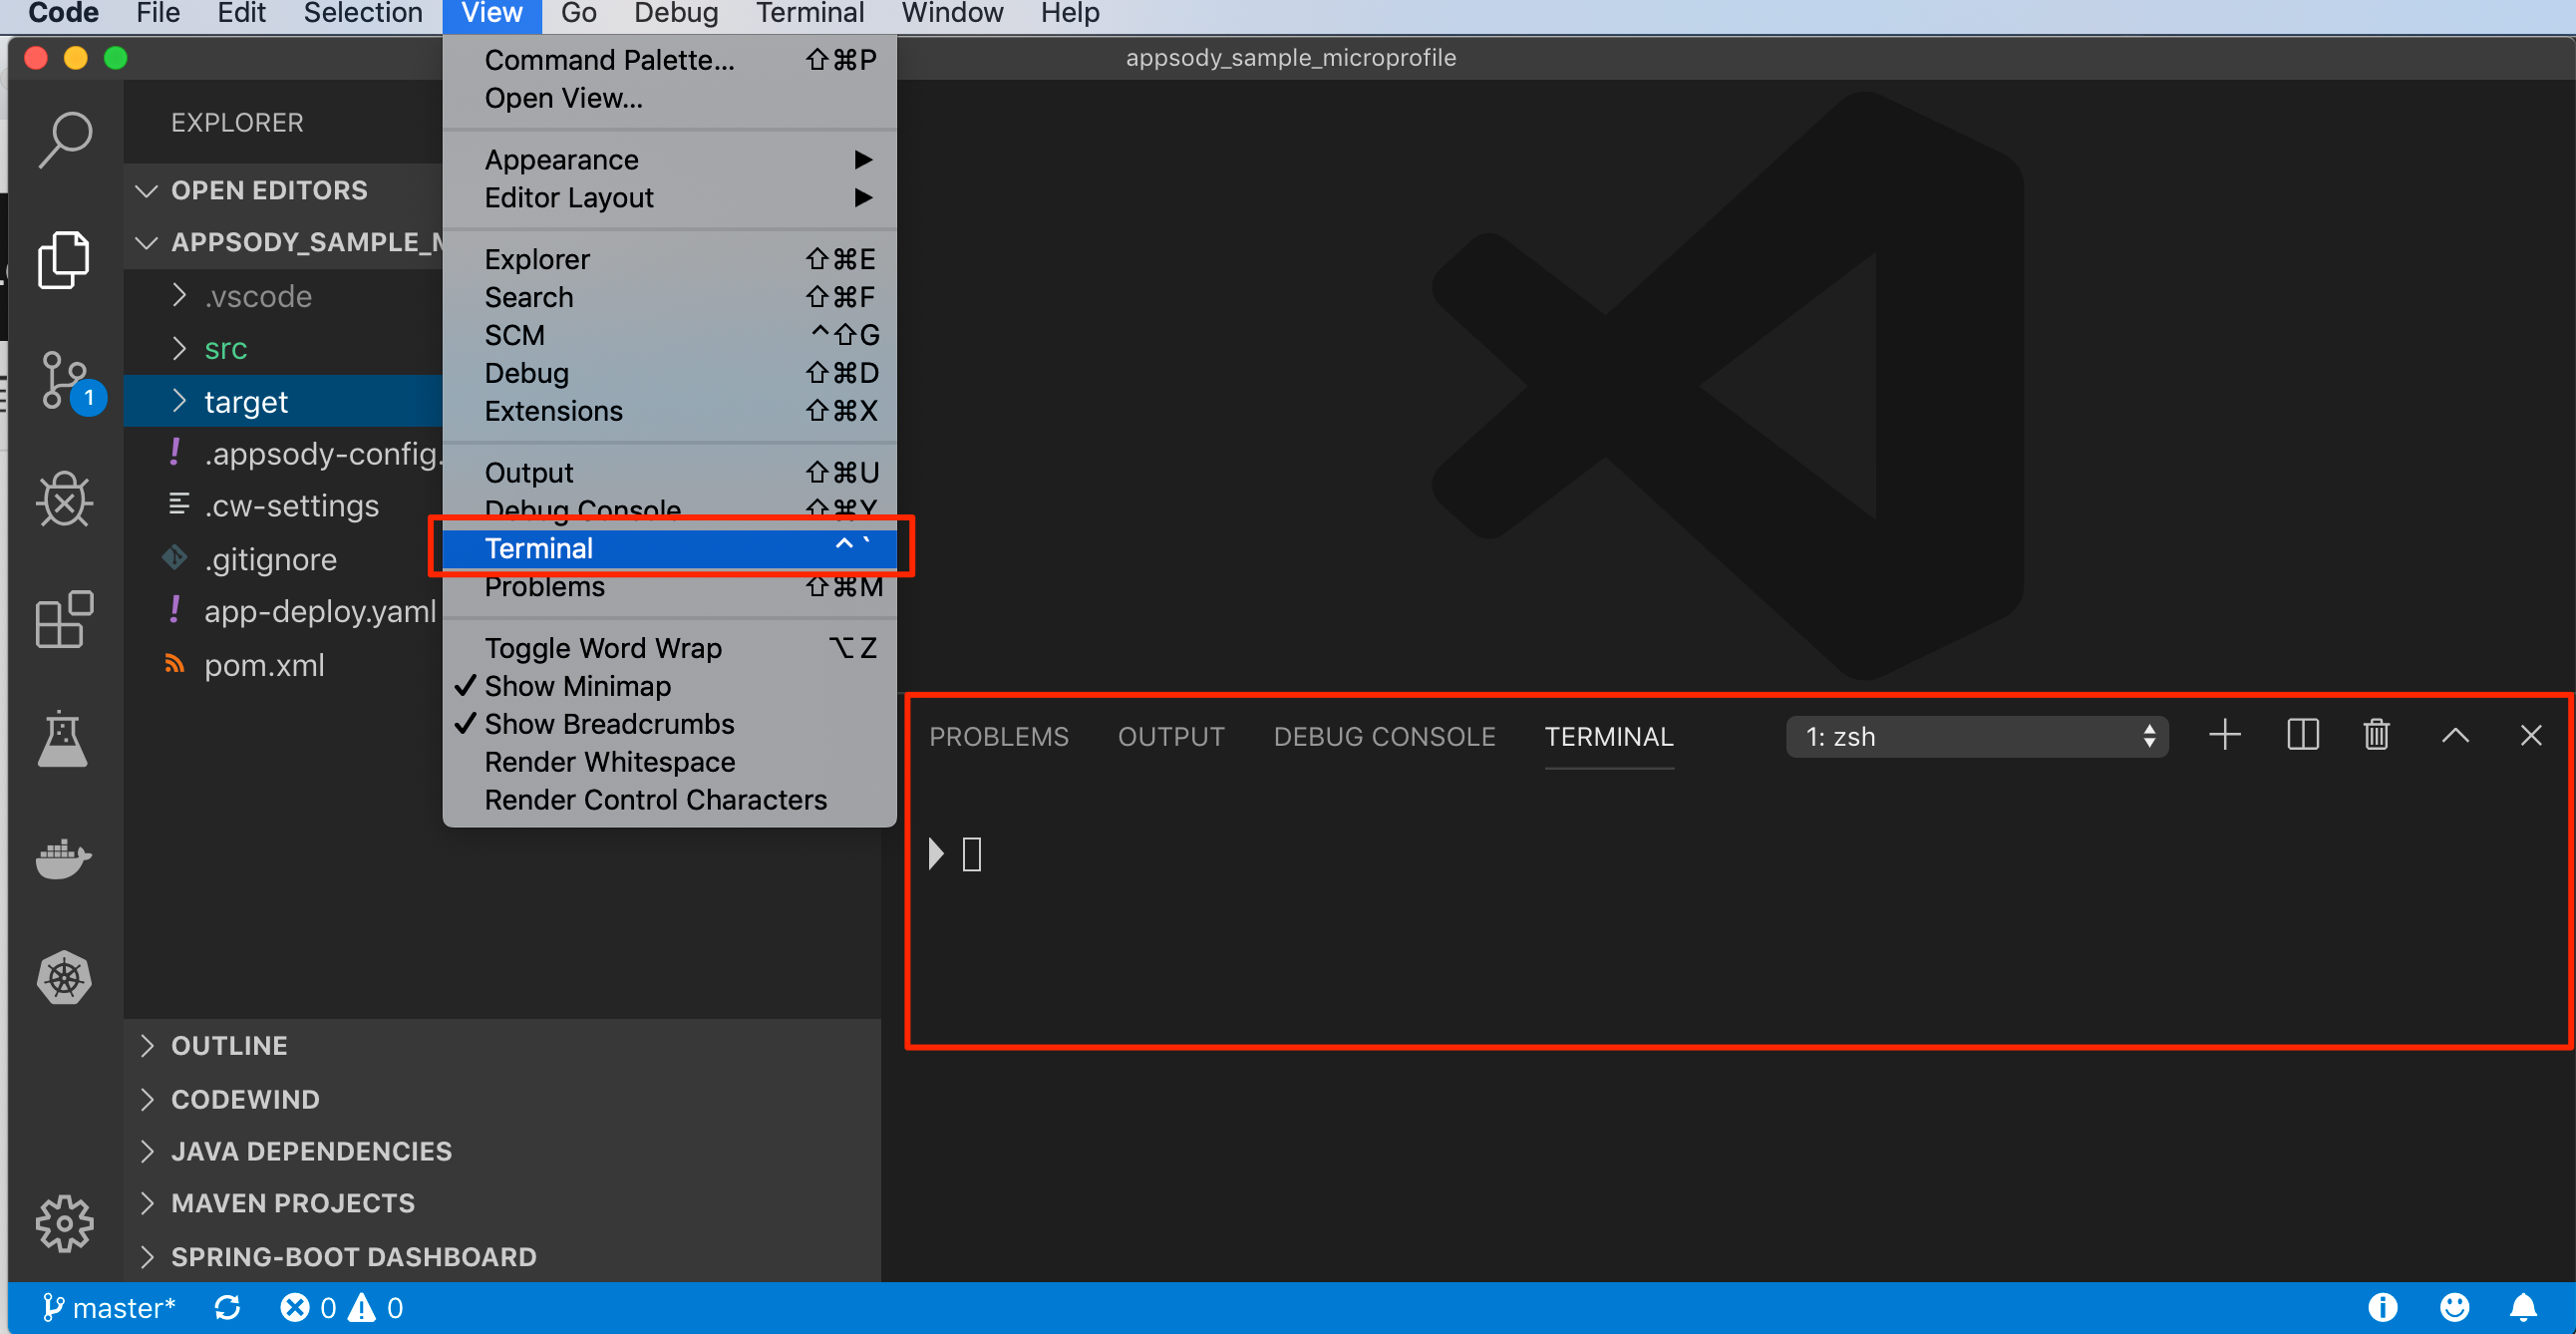 Code File Edit Selection View Go Debug Terminal Window Help
appsody_sample_microprofile
EXPLORER
OPEN EDITORS
APPSODY_SAMPLE_M
.vscode
src
target
.appsody-config.
.cw-settings
.gitignore
app-deploy.yaml
pom.xml
OUTLINE
CODEWIND
JAVA DEPENDENCIES
MAVEN PROJECTS
SPRING-BOOT DASHBOARD
1
Command Palette... ⇧⌘P
Open View...
Appearance ▶
Editor Layout ▶
Explorer ⇧⌘E
Search ⇧⌘F
SCM ^⇧G
Debug ⇧⌘D
Extensions ⇧⌘X
Output ⇧⌘U
Debug Console ⇧⌘Y
Terminal ^`
Problems ⇧⌘M
Toggle Word Wrap ⌥Z
✓ Show Minimap
✓ Show Breadcrumbs
Render Whitespace
Render Control Characters
PROBLEMS OUTPUT DEBUG CONSOLE TERMINAL 1: zsh
master* 0 0